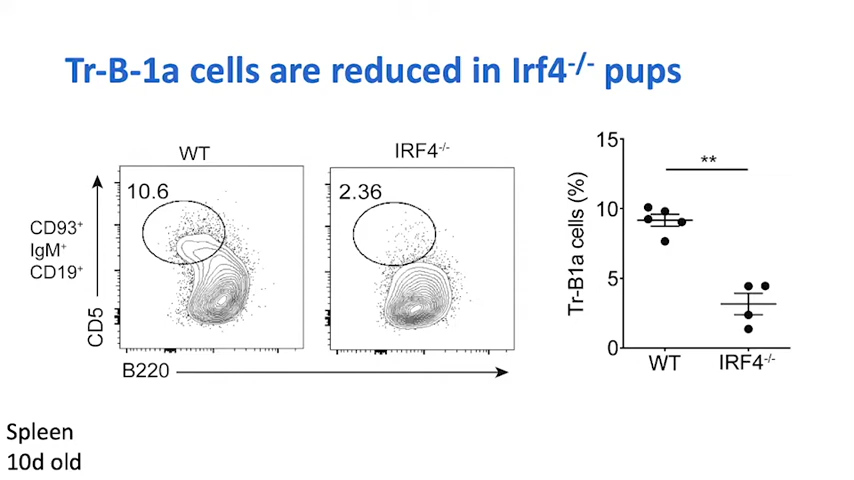 Tr-B-1a cells are reduced in Irf4-/- pups
WT
IRF4-/-
10.6
2.36
CD93+
IgM+
CD19+
CD5
B220
15
10
5
0
Tr-B1a cells (%)
**
WT
IRF4-/-
Spleen
10d old